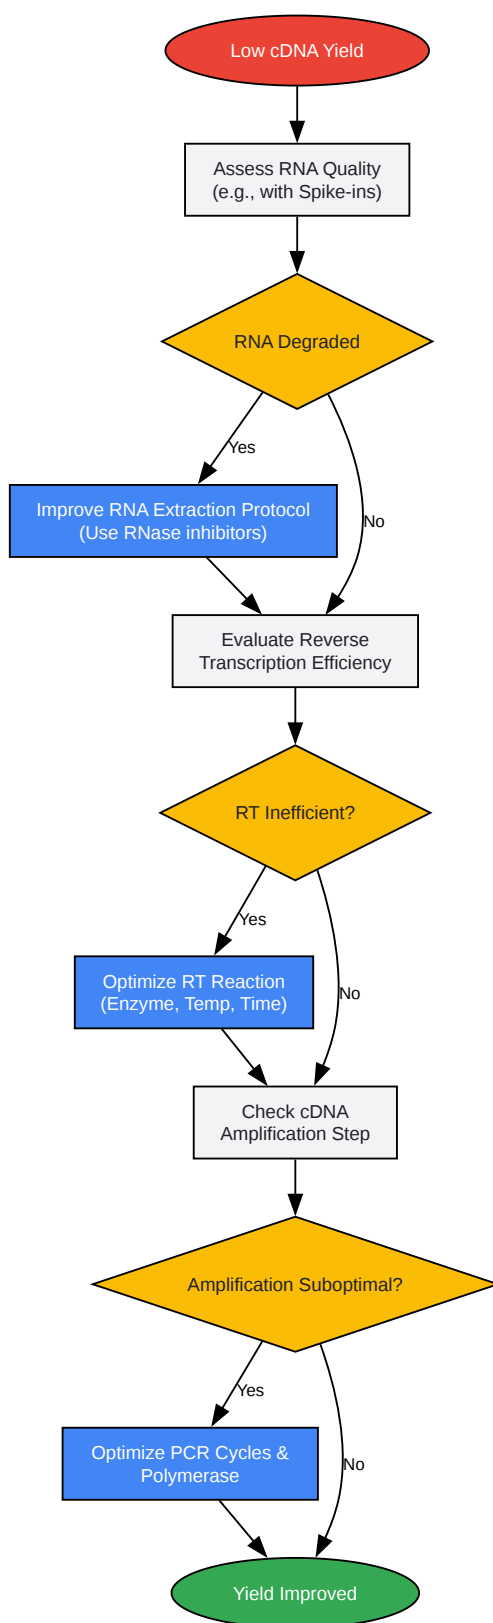 Low cDNA Yield
Assess RNA Quality
(e.g., with Spike-ins)
RNA Degraded
Yes
Improve RNA Extraction Protocol
(Use RNase inhibitors)
No
Evaluate Reverse
Transcription Efficiency
RT Inefficient?
Yes
Optimize RT Reaction
(Enzyme, Temp, Time)
No
Check cDNA
Amplification Step
Amplification Suboptimal?
Yes
Optimize PCR Cycles &
Polymerase
No
Yield Improved